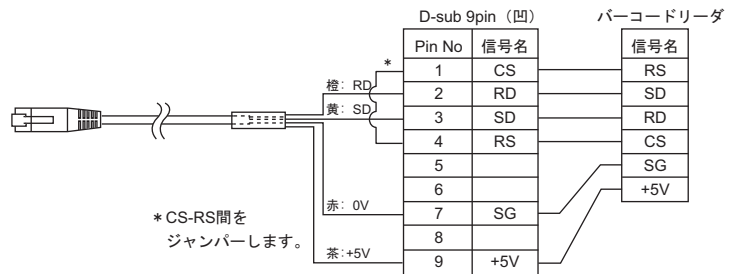 D-sub 9pin（凹）
バーコードリーダ
Pin No 信号名
信号名
*
1 CS
RS
橙：RD
2 RD
SD
黄：SD
3 SD
RD
4 RS
CS
5
SG
6
+5V
赤：0V
7 SG
8
茶：+5V
9 +5V
*CS-RS間を
ジャンパーします。